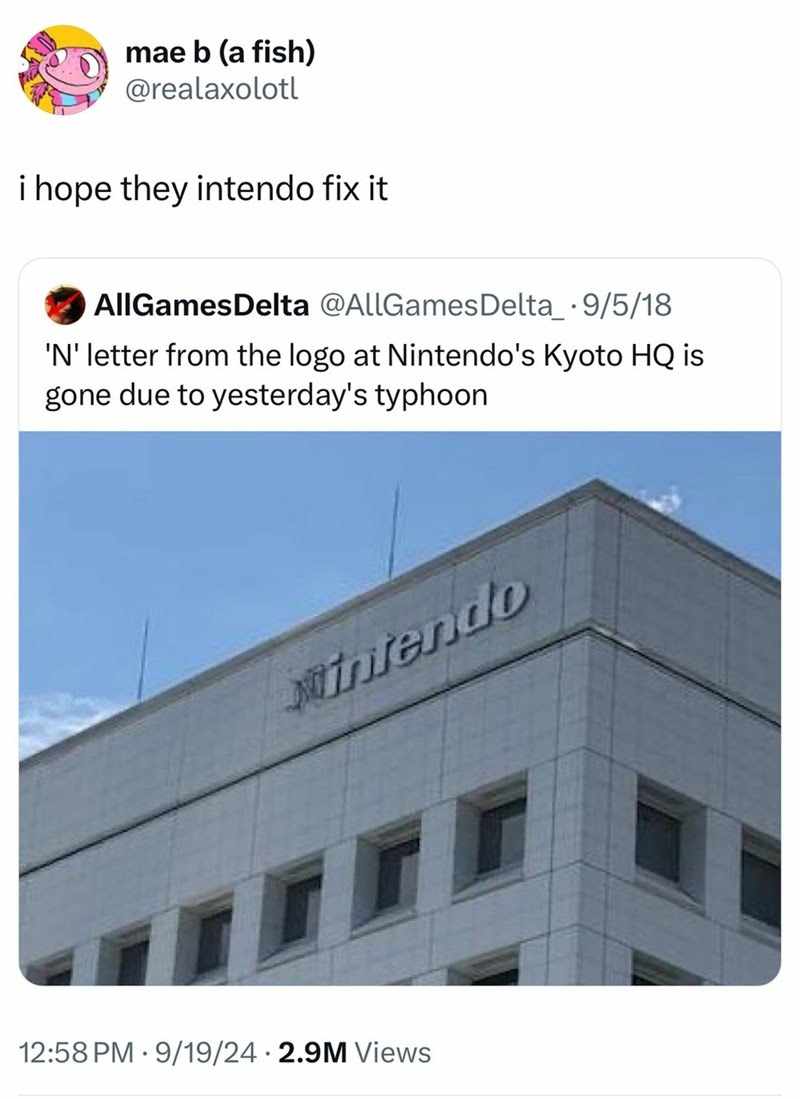 mae b (a fish)
@realaxolotl
i hope they intendo fix it
AllGamesDelta @AllGamesDelta_ · 9/5/18
'N' letter from the logo at Nintendo's Kyoto HQ is
gone due to yesterday's typhoon
intendo
12:58 PM · 9/19/24 · 2.9M Views